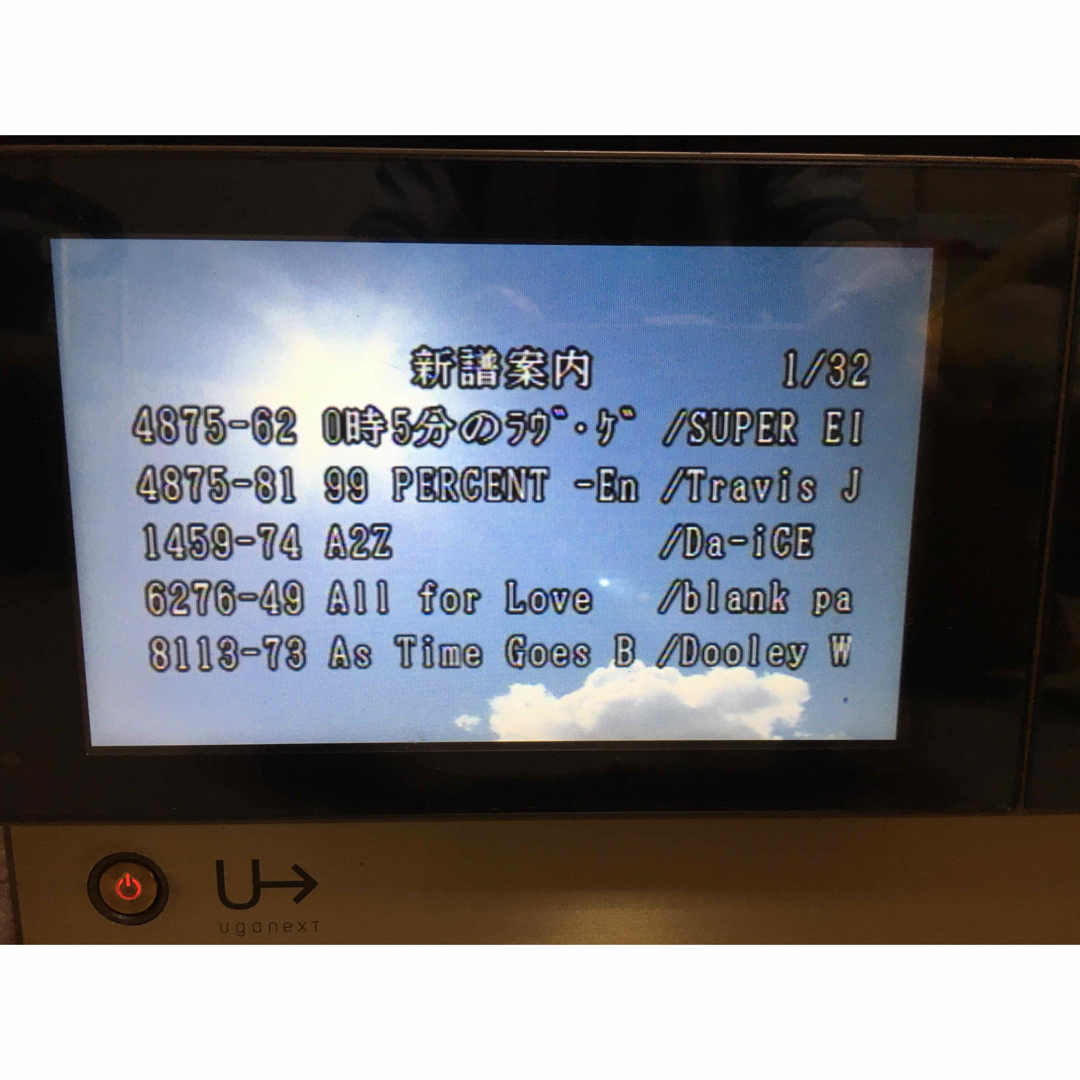 新譜案内 1/32
4875-62 0時5分のﾗｳﾞ・ｹﾞ /SUPER EI
4875-81 99 PERCENT -En /Travis J
1459-74 A2Z /Da-iCE
6276-49 All for Love /blank pa
8113-73 As Time Goes B /Dooley W
U→
uganexT